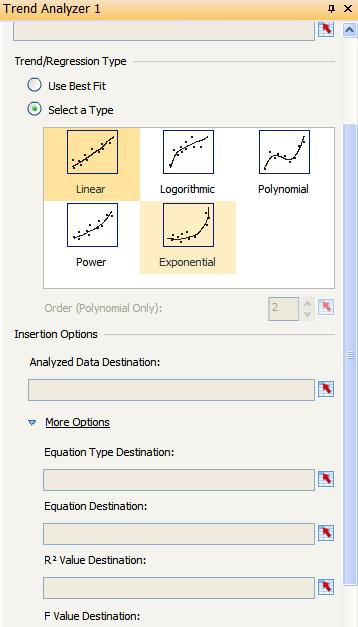 Trend Analyzer 1
Trend/Regression Type
Use Best Fit
Select a Type
Linear
Logorithmic
Polynomial
Power
Exponential
Order (Polynomial Only):
2
Insertion Options
Analyzed Data Destination:
More Options
Equation Type Destination:
Equation Destination:
R² Value Destination:
F Value Destination: